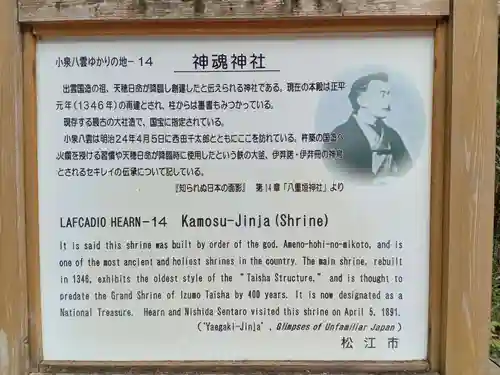 小泉八雲ゆかりの地－14 神魂神社
出雲国造の祖、天穂日命が降臨し創建したと伝えられる神社である。現在の本殿は正平
元年（1346年）の再建とされ、柱からは墨書もみつかっている。
現存する最古の大社造で、国宝に指定されている。
小泉八雲は明治24年4月5日に西田千太郎とともにここを訪れている。杵築の国造へ
火鑽を授ける習慣や天穂日命が降臨時に使用したという鉄の大釜、伊弉諾・伊弉冊の神号
とされるセキレイの伝承について記している。
『知られぬ日本の面影』 第14章「八重垣神社」より
LAFCADIO HEARN－14 Kamosu-Jinja(Shrine)
It is said this shrine was built by order of the god. Ameno-hohi-no-mikoto, and is
one of the most ancient and holiest shrines in the country. The main shrine, rebuilt
in 1346, exhibits the oldest style of the "Taisha Structure," and is thought to
predate the Grand Shrine of Izumo Taisha by 400 years. It is now designated as a
National Treasure. Hearn and Nishida Sentaro visited this shrine on April 5, 1891.
('Yaegaki-Jinja', Glimpses of Unfamiliar Japan)
松江市